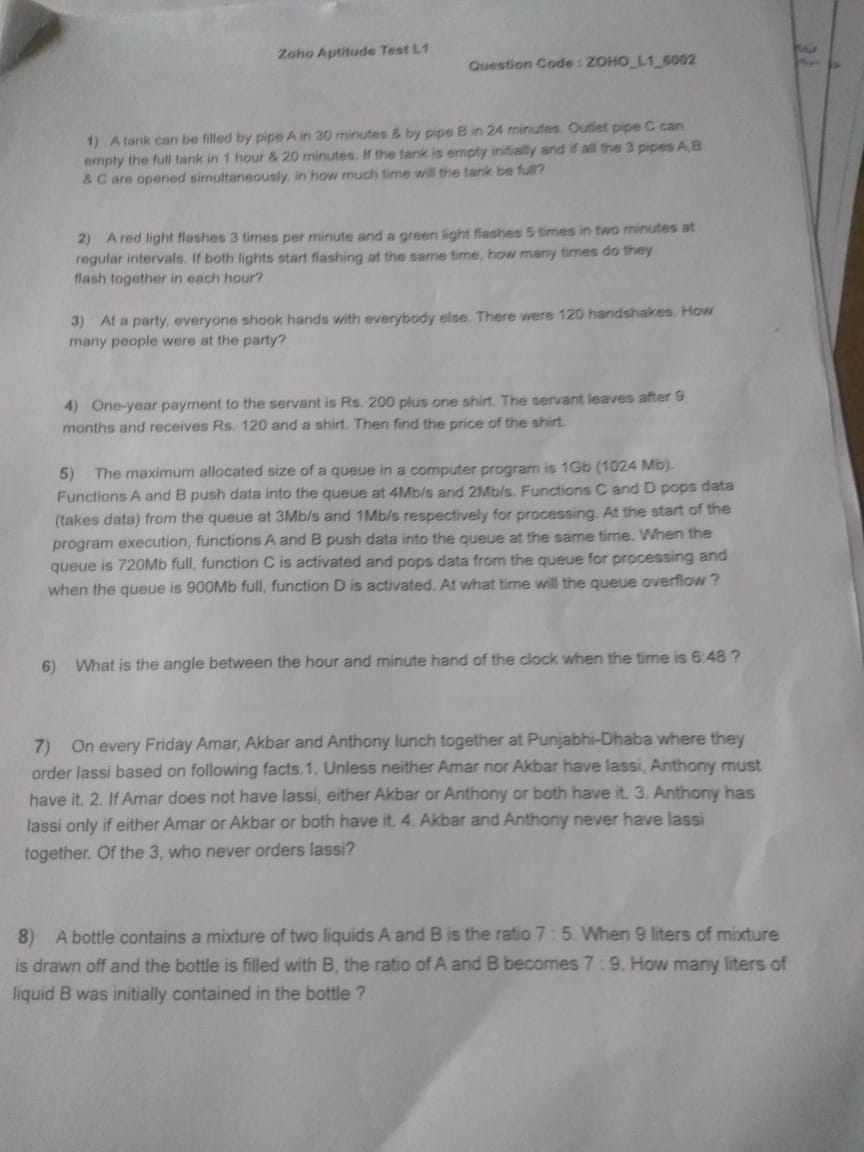 Zoho Aptitude Test L1
Question Code : ZOHO_L1_6002
1) A tank can be filled by pipe A in 30 minutes & by pipe B in 24 minutes. Outlet pipe C can
empty the full tank in 1 hour & 20 minutes. If the tank is empty initially and if all the 3 pipes A,B
& C are opened simultaneously, in how much time will the tank be full?
2) A red light flashes 3 times per minute and a green light flashes 5 times in two minutes at
regular intervals. If both lights start flashing at the same time, how many times do they
flash together in each hour?
3) At a party, everyone shook hands with everybody else. There were 120 handshakes. How
many people were at the party?
4) One-year payment to the servant is Rs. 200 plus one shirt. The servant leaves after 9
months and receives Rs. 120 and a shirt. Then find the price of the shirt.
5) The maximum allocated size of a queue in a computer program is 1Gb (1024 Mb).
Functions A and B push data into the queue at 4Mb/s and 2Mb/s. Functions C and D pops data
(takes data) from the queue at 3Mb/s and 1Mb/s respectively for processing. At the start of the
program execution, functions A and B push data into the queue at the same time. When the
queue is 720Mb full, function C is activated and pops data from the queue for processing and
when the queue is 900Mb full, function D is activated. At what time will the queue overflow ?
6) What is the angle between the hour and minute hand of the clock when the time is 6:48 ?
7) On every Friday Amar, Akbar and Anthony lunch together at Punjabhi-Dhaba where they
order lassi based on following facts.1. Unless neither Amar nor Akbar have lassi, Anthony must
have it. 2. If Amar does not have lassi, either Akbar or Anthony or both have it. 3. Anthony has
lassi only if either Amar or Akbar or both have it. 4. Akbar and Anthony never have lassi
together. Of the 3, who never orders lassi?
8) A bottle contains a mixture of two liquids A and B is the ratio 7 : 5. When 9 liters of mixture
is drawn off and the bottle is filled with B, the ratio of A and B becomes 7 : 9. How many liters of
liquid B was initially contained in the bottle ?